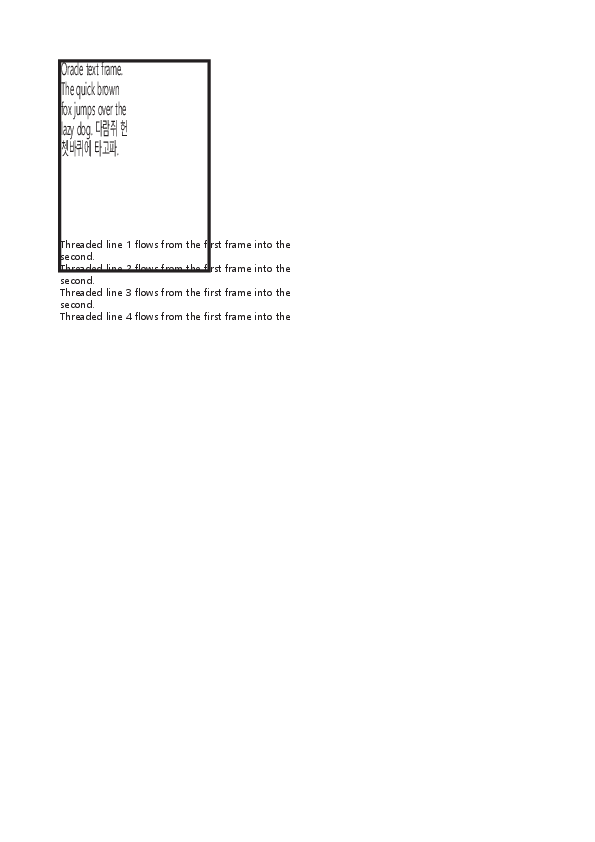 Oracle text frame.
The quick brown
fox jumps over the
lazy dog. 다람쥐 헌
쳇바퀴에 타고파.
Threaded line 1 flows from the first frame into the
second.
Threaded line 2 flows from the first frame into the
second.
Threaded line 3 flows from the first frame into the
second.
Threaded line 4 flows from the first frame into the